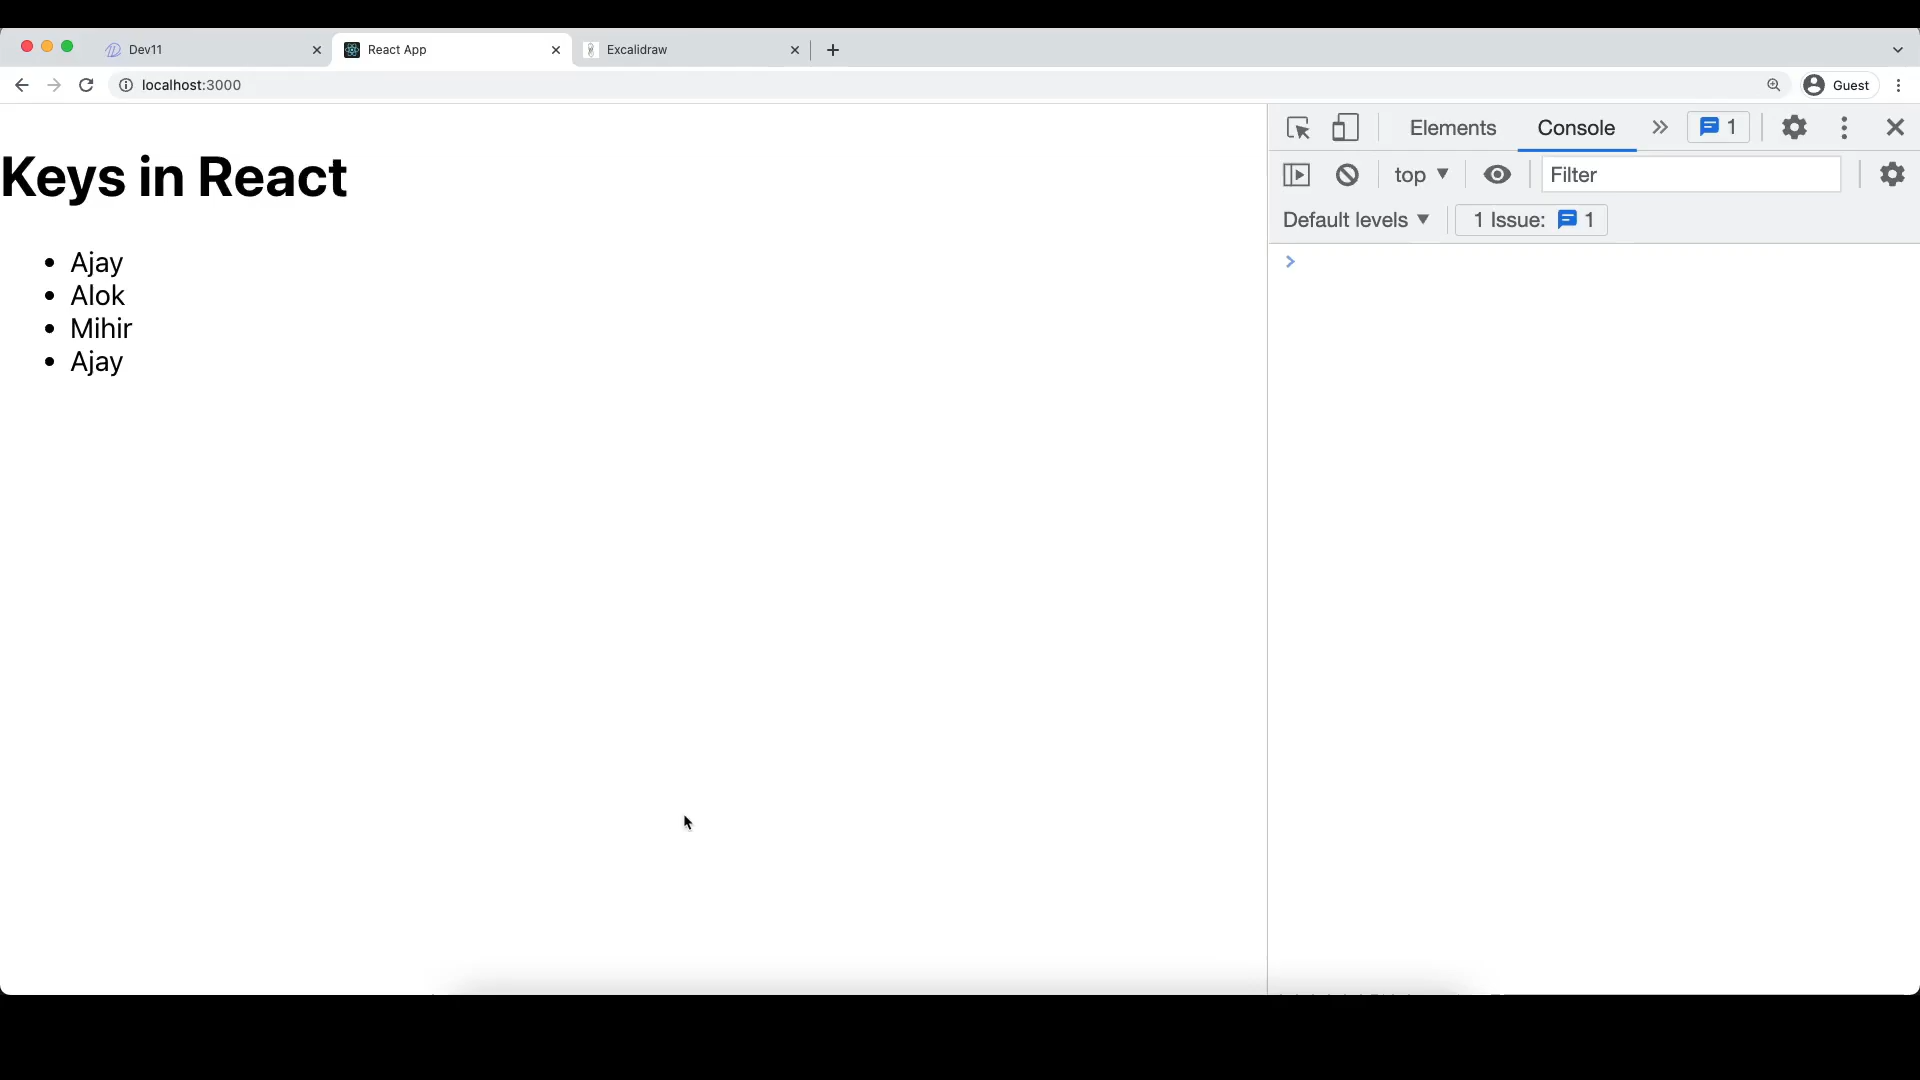 Dev11
React App
Excalidraw
localhost:3000
Guest
Keys in React
Ajay
Alok
Mihir
Ajay
Elements
Console
1
top
Filter
Default levels
1 Issue: 1